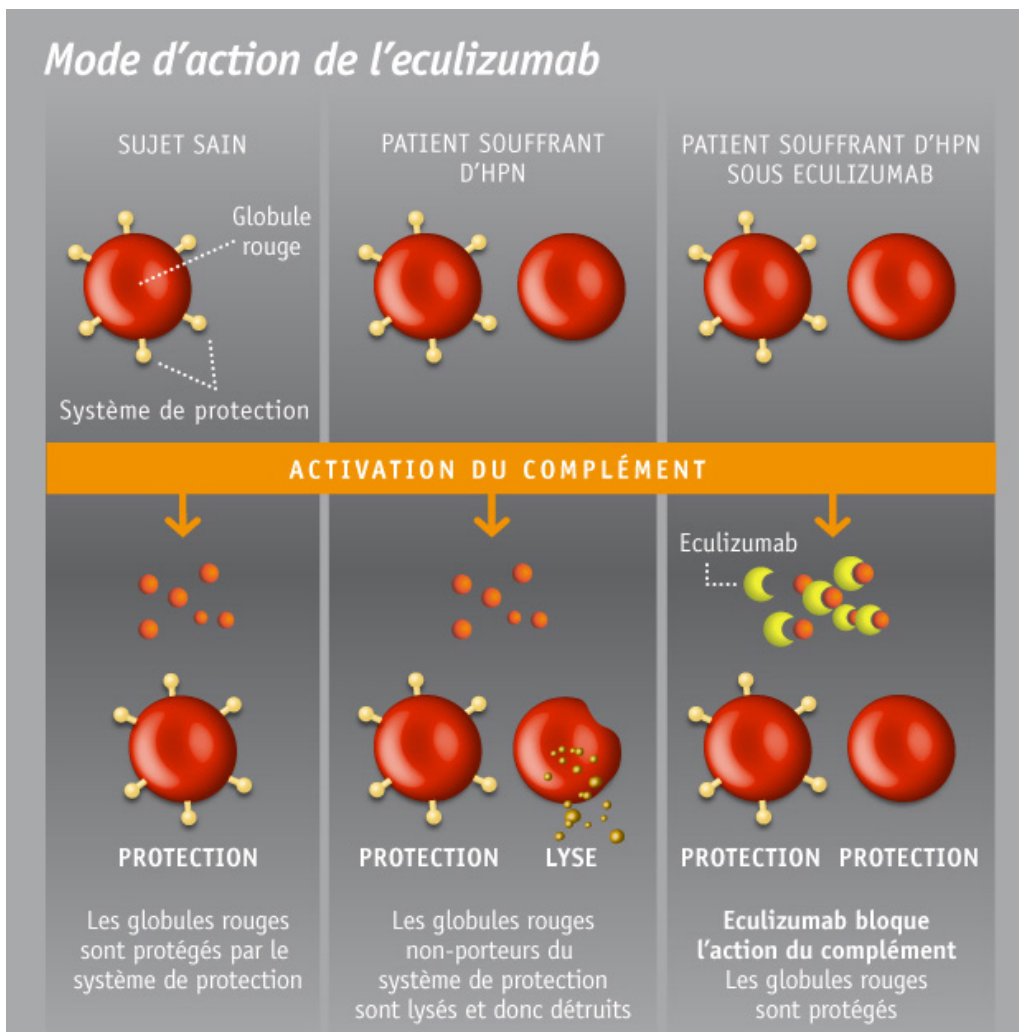 Mode d'action de l'eculizumab
SUJET SAIN
Globule
rouge
Système de protection
PATIENT SOUFFRANT
D'HPN
PATIENT SOUFFRANT D'HPN
SOUS ECULIZUMAB
ACTIVATION DU COMPLÉMENT
Eculizumab
PROTECTION
Les globules rouges
sont protégés par le
système de protection
PROTECTION LYSE
Les globules rouges
non-porteurs du
système de protection
sont lysés et donc détruits
PROTECTION PROTECTION
Eculizumab bloque
l'action du complément
Les globules rouges
sont protégés